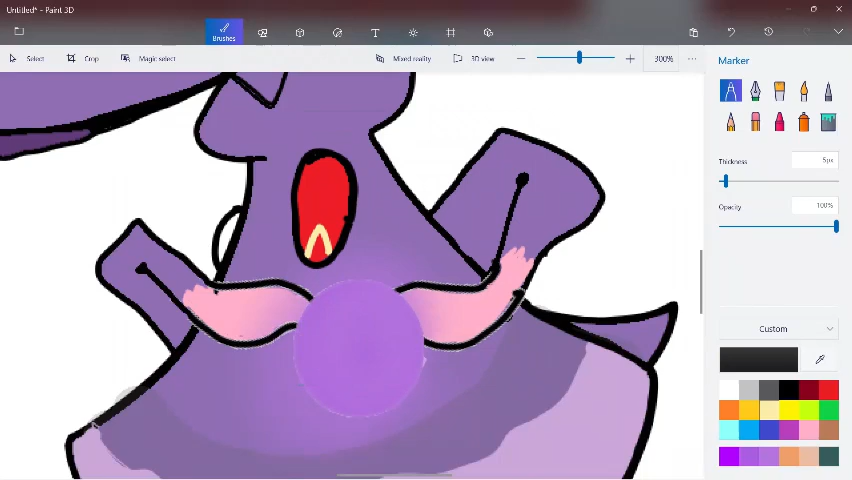 Untitled* - Paint 3D
Brushes
Select
Crop
Magic select
Mixed reality
3D view
300%
Marker
Thickness
5px
Opacity
100%
Custom